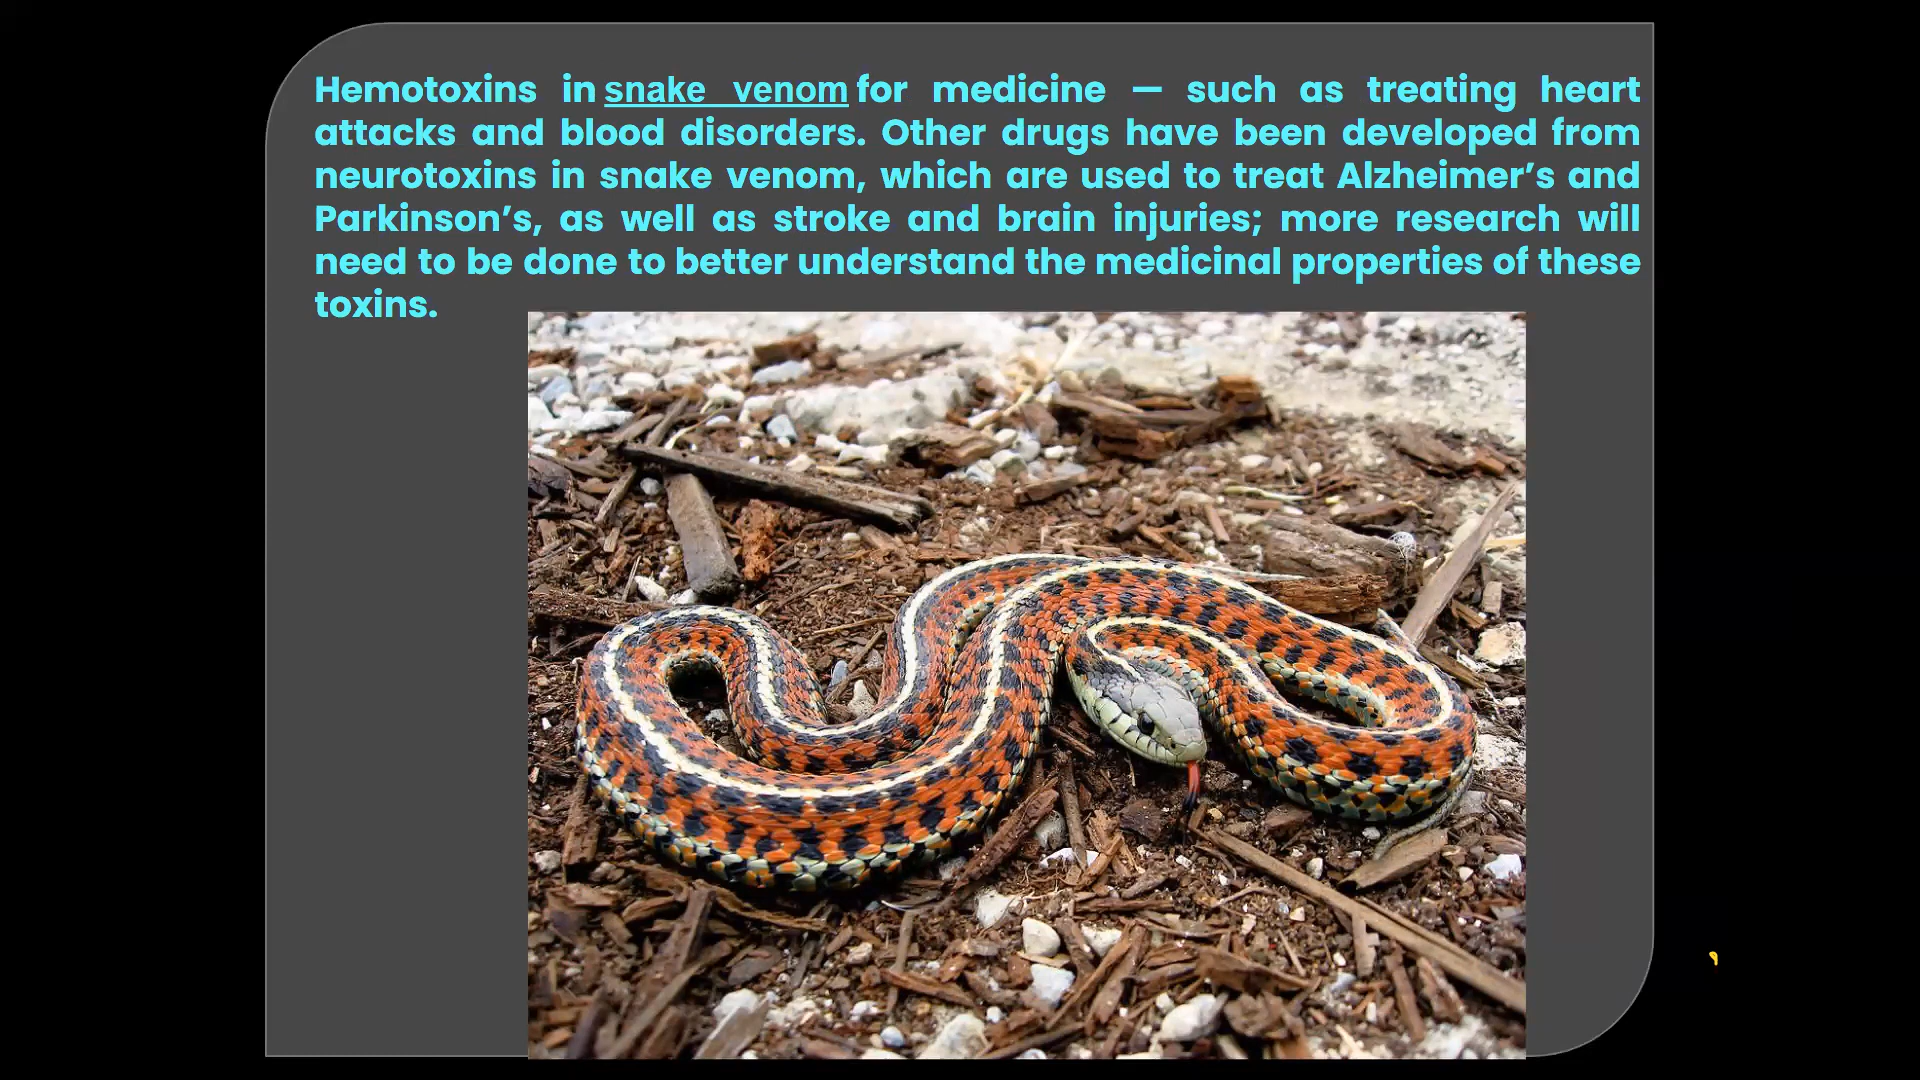 Hemotoxins in snake venom for medicine — such as treating heart
attacks and blood disorders. Other drugs have been developed from
neurotoxins in snake venom, which are used to treat Alzheimer’s and
Parkinson’s, as well as stroke and brain injuries; more research will
need to be done to better understand the medicinal properties of these
toxins.